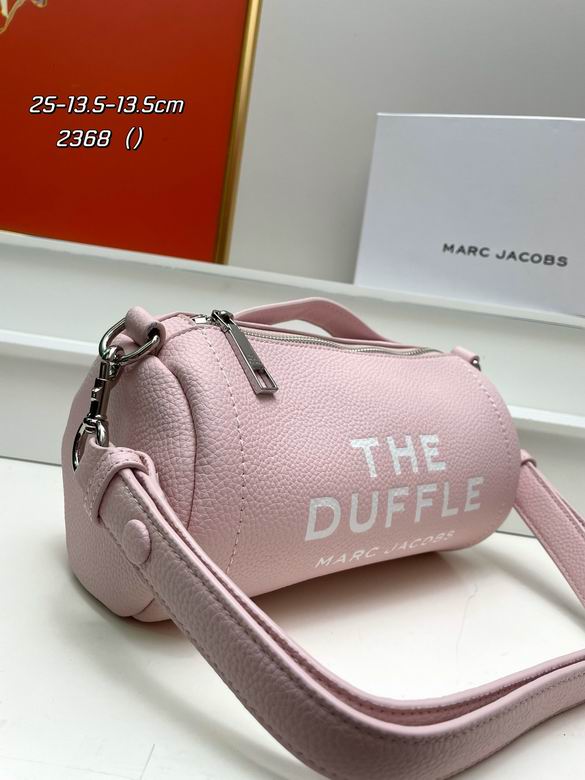 25-13.5-13.5cm
2368 ()
MARC JACOBS
THE
DUFFLE
MARC JACOBS